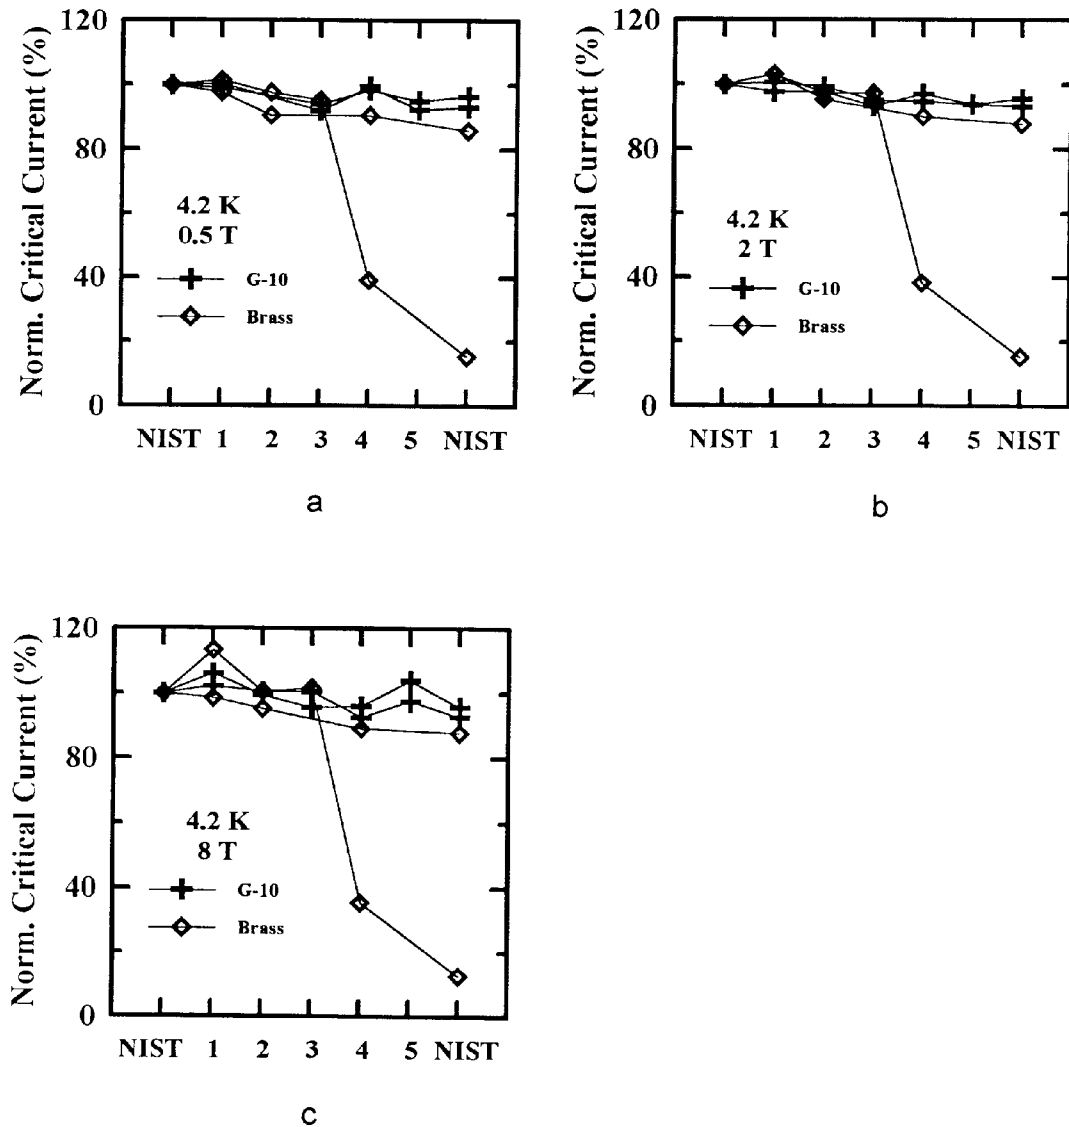 120
Norm. Critical Current (%)
80
40
0
4.2 K
0.5 T
G-10
Brass
NIST 1 2 3 4 5 NIST
a
120
Norm. Critical Current (%)
80
40
0
4.2 K
2 T
G-10
Brass
NIST 1 2 3 4 5 NIST
b
120
Norm. Critical Current (%)
80
40
0
4.2 K
8 T
G-10
Brass
NIST 1 2 3 4 5 NIST
c